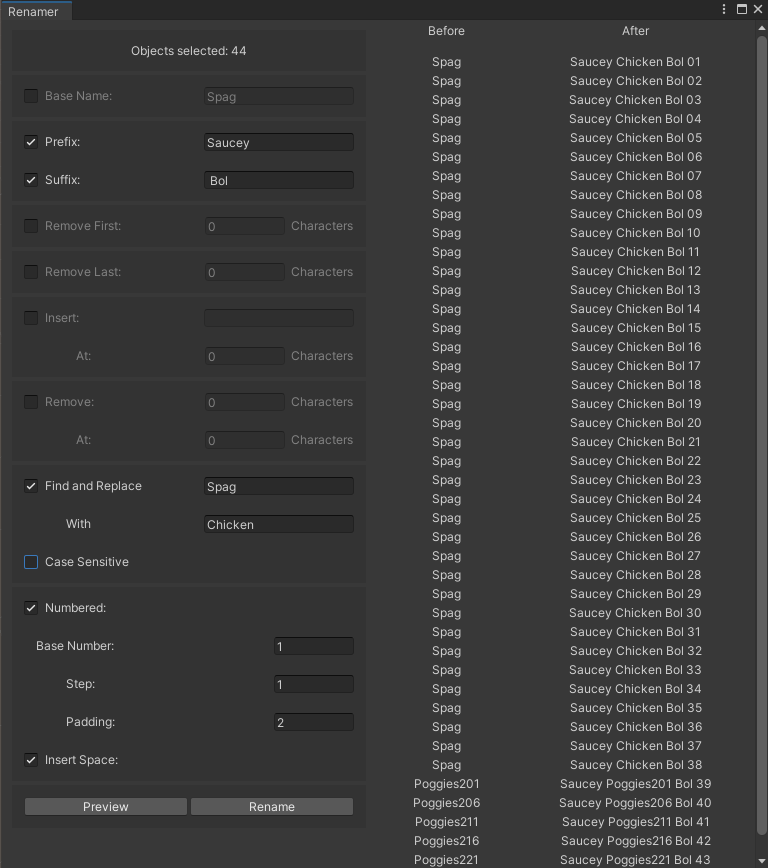 Renamer
Objects selected: 44
Base Name: Spag
Prefix: Saucey
Suffix: Bol
Remove First: 0 Characters
Remove Last: 0 Characters
Insert:
At: 0 Characters
Remove: 0 Characters
At: 0 Characters
Find and Replace Spag
With Chicken
Case Sensitive
Numbered:
Base Number: 1
Step: 1
Padding: 2
Insert Space:
Preview Rename
Before After
Spag Saucey Chicken Bol 01
Spag Saucey Chicken Bol 02
Spag Saucey Chicken Bol 03
Spag Saucey Chicken Bol 04
Spag Saucey Chicken Bol 05
Spag Saucey Chicken Bol 06
Spag Saucey Chicken Bol 07
Spag Saucey Chicken Bol 08
Spag Saucey Chicken Bol 09
Spag Saucey Chicken Bol 10
Spag Saucey Chicken Bol 11
Spag Saucey Chicken Bol 12
Spag Saucey Chicken Bol 13
Spag Saucey Chicken Bol 14
Spag Saucey Chicken Bol 15
Spag Saucey Chicken Bol 16
Spag Saucey Chicken Bol 17
Spag Saucey Chicken Bol 18
Spag Saucey Chicken Bol 19
Spag Saucey Chicken Bol 20
Spag Saucey Chicken Bol 21
Spag Saucey Chicken Bol 22
Spag Saucey Chicken Bol 23
Spag Saucey Chicken Bol 24
Spag Saucey Chicken Bol 25
Spag Saucey Chicken Bol 26
Spag Saucey Chicken Bol 27
Spag Saucey Chicken Bol 28
Spag Saucey Chicken Bol 29
Spag Saucey Chicken Bol 30
Spag Saucey Chicken Bol 31
Spag Saucey Chicken Bol 32
Spag Saucey Chicken Bol 33
Spag Saucey Chicken Bol 34
Spag Saucey Chicken Bol 35
Spag Saucey Chicken Bol 36
Spag Saucey Chicken Bol 37
Spag Saucey Chicken Bol 38
Poggies201 Saucey Poggies201 Bol 39
Poggies206 Saucey Poggies206 Bol 40
Poggies211 Saucey Poggies211 Bol 41
Poggies216 Saucey Poggies216 Bol 42
Poggies221 Saucey Poggies221 Bol 43